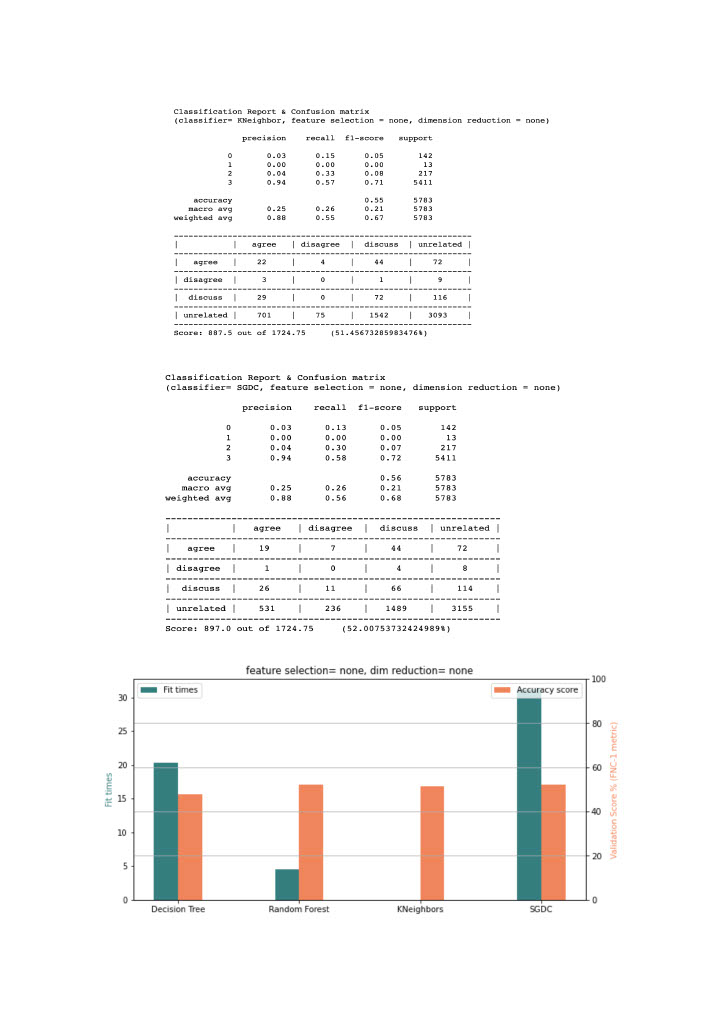 Classification Report & Confusion matrix
(classifier= KNeighbor, feature selection = none, dimension reduction = none)
precision recall f1-score support
0 0.03 0.15 0.05 142
1 0.00 0.00 0.00 13
2 0.04 0.33 0.08 217
3 0.94 0.57 0.71 5411
accuracy 0.55 5783
macro avg 0.25 0.26 0.21 5783
weighted avg 0.88 0.55 0.67 5783
| | agree | disagree | discuss | unrelated |
| agree | 22 | 4 | 44 | 72 |
| disagree | 3 | 0 | 1 | 9 |
| discuss | 29 | 0 | 72 | 116 |
| unrelated | 701 | 75 | 1542 | 3093 |
Score: 887.5 out of 1724.75 (51.45673285983476%)
Classification Report & Confusion matrix
(classifier= SGDC, feature selection = none, dimension reduction = none)
precision recall f1-score support
0 0.03 0.13 0.05 142
1 0.00 0.00 0.00 13
2 0.04 0.30 0.07 217
3 0.94 0.58 0.72 5411
accuracy 0.56 5783
macro avg 0.25 0.26 0.21 5783
weighted avg 0.88 0.56 0.68 5783
| | agree | disagree | discuss | unrelated |
| agree | 19 | 7 | 44 | 72 |
| disagree | 1 | 0 | 4 | 8 |
| discuss | 26 | 11 | 66 | 114 |
| unrelated | 531 | 236 | 1489 | 3155 |
Score: 897.0 out of 1724.75 (52.00753732424989%)
feature selection= none, dim reduction= none
Fit times
Accuracy score
30
25
20
15
10
5
0
Fit times
100
80
60
40
20
0
Validation Score % (FNC-1 metric)
Decision Tree Random Forest KNeighbors SGDC